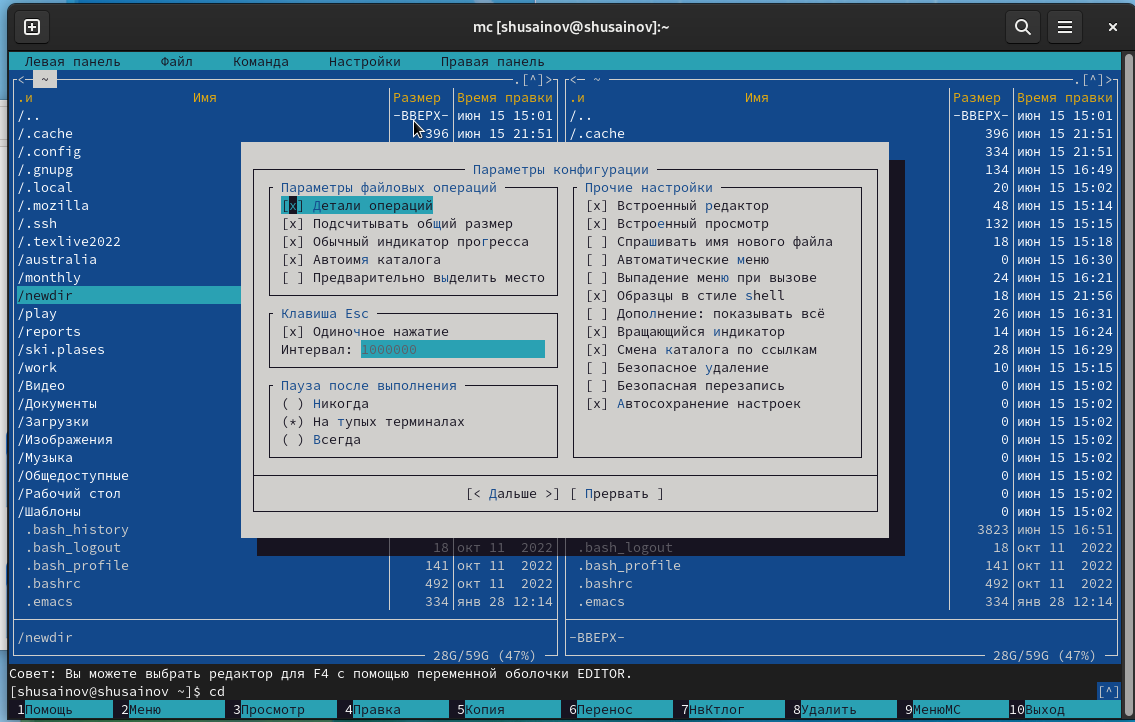 mc [shusainov@shusainov]:~
Левая панель Файл Команда Настройки Правая панель
<─ ~ .[^]> <─ ~ .[^]>
.и Имя Размер Время правки .и Имя Размер Время правки
/.. -ВВЕРХ- июн 15 15:01 /.. -ВВЕРХ- июн 15 15:01
/.cache 396 июн 15 21:51 /.cache 396 июн 15 21:51
/.config 334 июн 15 21:51
Параметры конфигурации
/.gnupg 134 июн 15 16:49
/.local Параметры файловых операций Прочие настройки 20 июн 15 15:02
/.mozilla [x] Детали операций [x] Встроенный редактор 48 июн 15 15:14
/.ssh [x] Подсчитывать общий размер [x] Встроенный просмотр 132 июн 15 15:15
/.texlive2022 [x] Обычный индикатор прогресса [ ] Спрашивать имя нового файла 18 июн 15 15:18
/australia [x] Автоимя каталога [ ] Автоматические меню 0 июн 15 16:30
/monthly [ ] Предварительно выделить место [ ] Выпадение меню при вызове 24 июн 15 16:21
/newdir [x] Образцы в стиле shell 18 июн 15 21:56
/play Клавиша Esc [ ] Дополнение: показывать всё 26 июн 15 16:31
/reports [x] Одиночное нажатие [x] Вращающийся индикатор 14 июн 15 16:24
/ski.plases Интервал: 1000000 [x] Смена каталога по ссылкам 28 июн 15 16:29
/work [ ] Безопасное удаление 10 июн 15 15:15
/Видео Пауза после выполнения [ ] Безопасная перезапись 0 июн 15 15:02
/Документы ( ) Никогда [x] Автосохранение настроек 0 июн 15 15:02
/Загрузки (*) На тупых терминалах 0 июн 15 15:02
/Изображения ( ) Всегда 0 июн 15 15:02
/Музыка 0 июн 15 15:02
/Общедоступные 0 июн 15 15:02
/Рабочий стол [< Дальше >] [ Прервать ] 0 июн 15 15:02
/Шаблоны 0 июн 15 15:02
.bash_history 3823 июн 15 16:51
.bash_logout 18 окт 11 2022 .bash_logout 18 окт 11 2022
.bash_profile 141 окт 11 2022 .bash_profile 141 окт 11 2022
.bashrc 492 окт 11 2022 .bashrc 492 окт 11 2022
.emacs 334 янв 28 12:14 .emacs 334 янв 28 12:14
/newdir -ВВЕРХ-
28G/59G (47%) 28G/59G (47%)
Совет: Вы можете выбрать редактор для F4 с помощью переменной оболочки EDITOR.
[shusainov@shusainov ~]$ cd [^]
1Помощь 2Меню 3Просмотр 4Правка 5Копия 6Перенос 7НвКтлог 8Удалить 9МенюМС 10Выход